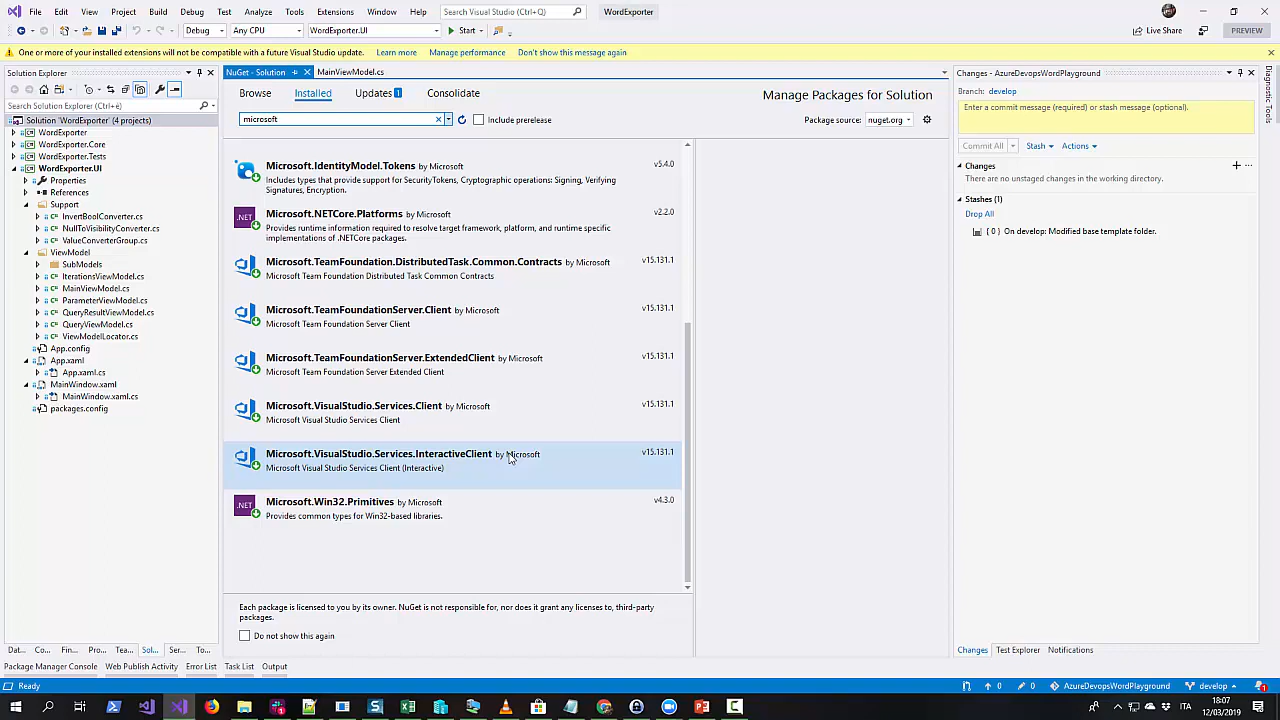 File Edit View Project Build Debug Team Test Analyze Tools Extensions Window Help Search Visual Studio (Ctrl+Q) WordExporter
Debug Any CPU WordExporter.UI Start Live Share PREVIEW
One or more of your installed extensions will not be compatible with a future Visual Studio update. Learn more Manage performance Don't show this message again
Solution Explorer
Search Solution Explorer (Ctrl+è)
Solution 'WordExporter' (4 projects)
WordExporter
WordExporter.Core
WordExporter.Tests
WordExporter.UI
Properties
References
Support
InvertBoolConverter.cs
NullToVisibilityConverter.cs
ValueConverterGroup.cs
ViewModel
SubModels
IterationsViewModel.cs
MainViewModel.cs
ParameterViewModel.cs
QueryResultViewModel.cs
QueryViewModel.cs
ViewModelLocator.cs
App.config
App.xaml
App.xaml.cs
MainWindow.xaml
MainWindow.xaml.cs
packages.config
Dat... Co... Fin... Pro... Tea... Sol... Ser... To...
NuGet - Solution MainViewModel.cs
Browse Installed Updates 1 Consolidate
Manage Packages for Solution
microsoft Include prerelease
Package source: nuget.org
Microsoft.IdentityModel.Tokens by Microsoft v5.4.0
Includes types that provide support for SecurityTokens, Cryptographic operations: Signing, Verifying
Signatures, Encryption.
.NET Microsoft.NETCore.Platforms by Microsoft v2.2.0
Provides runtime information required to resolve target framework, platform, and runtime specific
implementations of .NETCore packages.
Microsoft.TeamFoundation.DistributedTask.Common.Contracts by Microsoft v15.131.1
Microsoft Team Foundation Distributed Task Common Contracts
Microsoft.TeamFoundationServer.Client by Microsoft v15.131.1
Microsoft Team Foundation Server Client
Microsoft.TeamFoundationServer.ExtendedClient by Microsoft v15.131.1
Microsoft Team Foundation Server Extended Client
Microsoft.VisualStudio.Services.Client by Microsoft v15.131.1
Microsoft Visual Studio Services Client
Microsoft.VisualStudio.Services.InteractiveClient by Microsoft v15.131.1
Microsoft Visual Studio Services Client (Interactive)
.NET Microsoft.Win32.Primitives by Microsoft v4.3.0
Provides common types for Win32-based libraries.
Each package is licensed to you by its owner. NuGet is not responsible for, nor does it grant any licenses to, third-party
packages.
Do not show this again
Changes - AzureDevopsWordPlayground
Branch: develop
Enter a commit message (required) or stash message (optional).
Commit All Stash Actions
Changes
There are no unstaged changes in the working directory.
Stashes (1)
Drop All
{ 0 } On develop: Modified base template folder.
Changes Test Explorer Notifications
Diagnostic Tools
Package Manager Console Web Publish Activity Error List Task List Output
Ready 0 0 AzureDevopsWordPlayground develop 1
ITA 18:07
12/03/2019